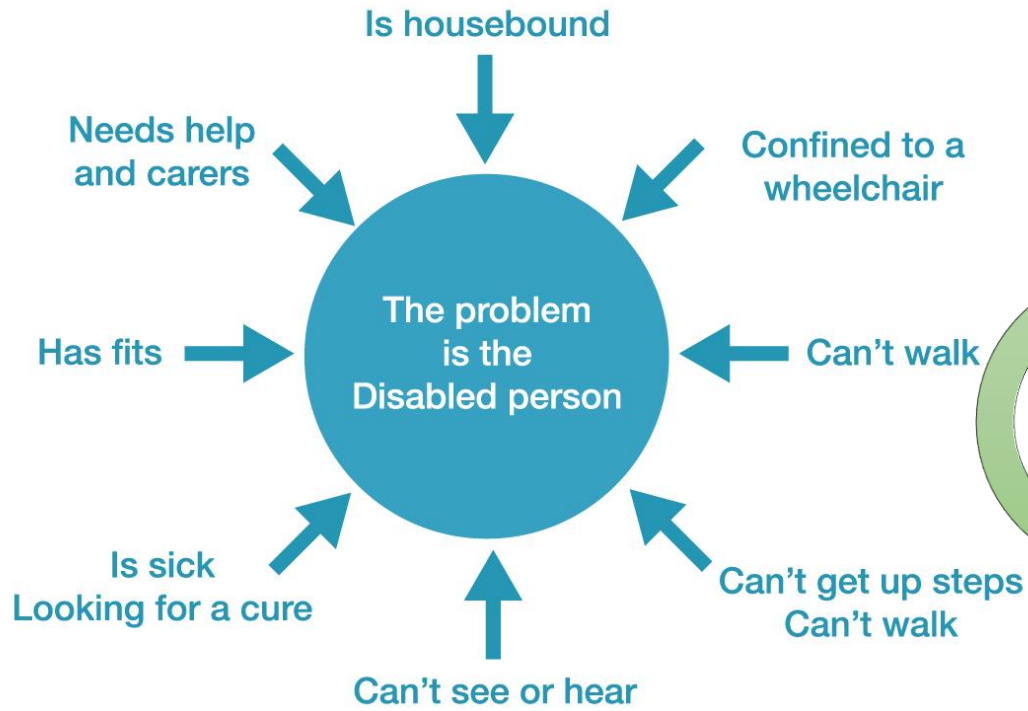 Is housebound
Needs help
and carers
Confined to a
wheelchair
The problem
is the
Disabled person
Has fits
Can't walk
Is sick
Looking for a cure
Can't get up steps
Can't walk
Can't see or hear